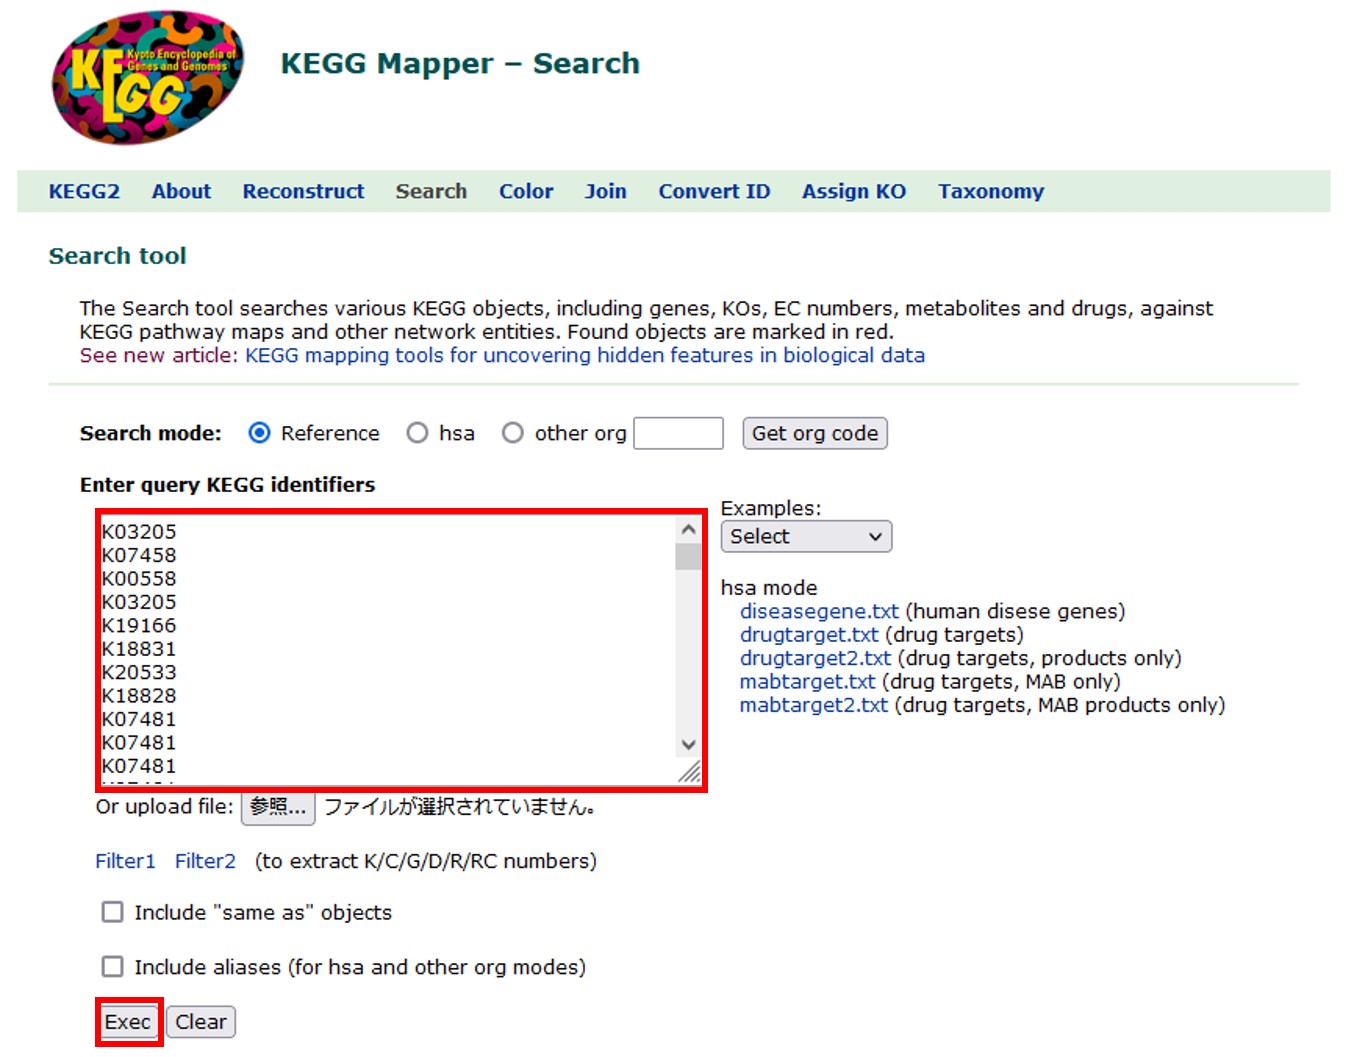 KEGG
Kyoto Encyclopedia of
Genes and Genomes
KEGG Mapper – Search
KEGG2 About Reconstruct Search Color Join Convert ID Assign KO Taxonomy
Search tool
The Search tool searches various KEGG objects, including genes, KOs, EC numbers, metabolites and drugs, against
KEGG pathway maps and other network entities. Found objects are marked in red.
See new article: KEGG mapping tools for uncovering hidden features in biological data
Search mode: Reference hsa other org Get org code
Enter query KEGG identifiers
K03205
K07458
K00558
K03205
K19166
K18831
K20533
K18828
K07481
K07481
K07481
Examples:
Select
hsa mode
diseasegene.txt (human disese genes)
drugtarget.txt (drug targets)
drugtarget2.txt (drug targets, products only)
mabtarget.txt (drug targets, MAB only)
mabtarget2.txt (drug targets, MAB products only)
Or upload file: 参照... ファイルが選択されていません。
Filter1 Filter2 (to extract K/C/G/D/R/RC numbers)
Include "same as" objects
Include aliases (for hsa and other org modes)
Exec Clear